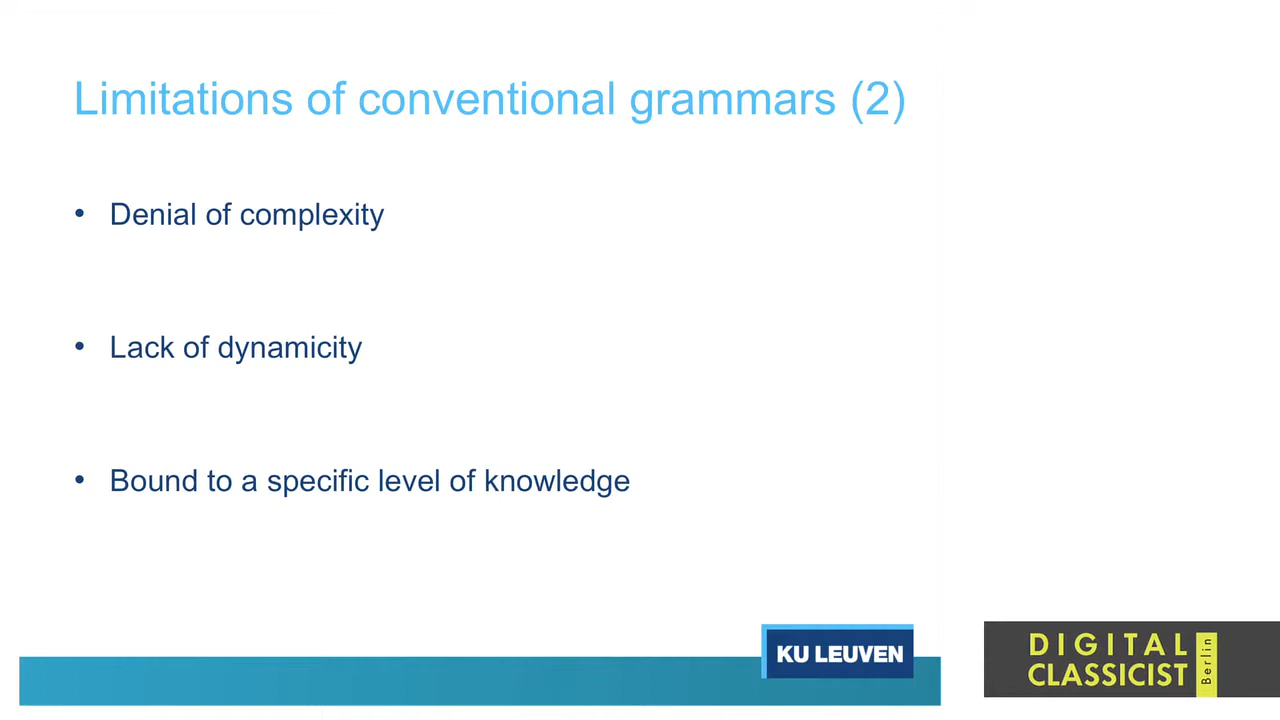 Limitations of conventional grammars (2)
• Denial of complexity
• Lack of dynamicity
• Bound to a specific level of knowledge
KU LEUVEN
DIGITAL
CLASSICIST
Berlin